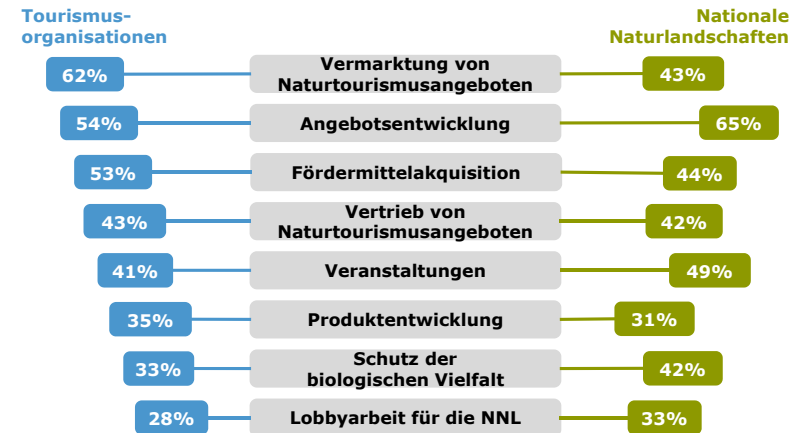 Tourismus-
organisationen
Nationale
Naturlandschaften
62%
Vermarktung von
Naturtourismusangeboten
43%
54%
Angebotsentwicklung
65%
53%
Fördermittelakquisition
44%
43%
Vertrieb von
Naturtourismusangeboten
42%
41%
Veranstaltungen
49%
35%
Produktentwicklung
31%
33%
Schutz der
biologischen Vielfalt
42%
28%
Lobbyarbeit für die NNL
33%